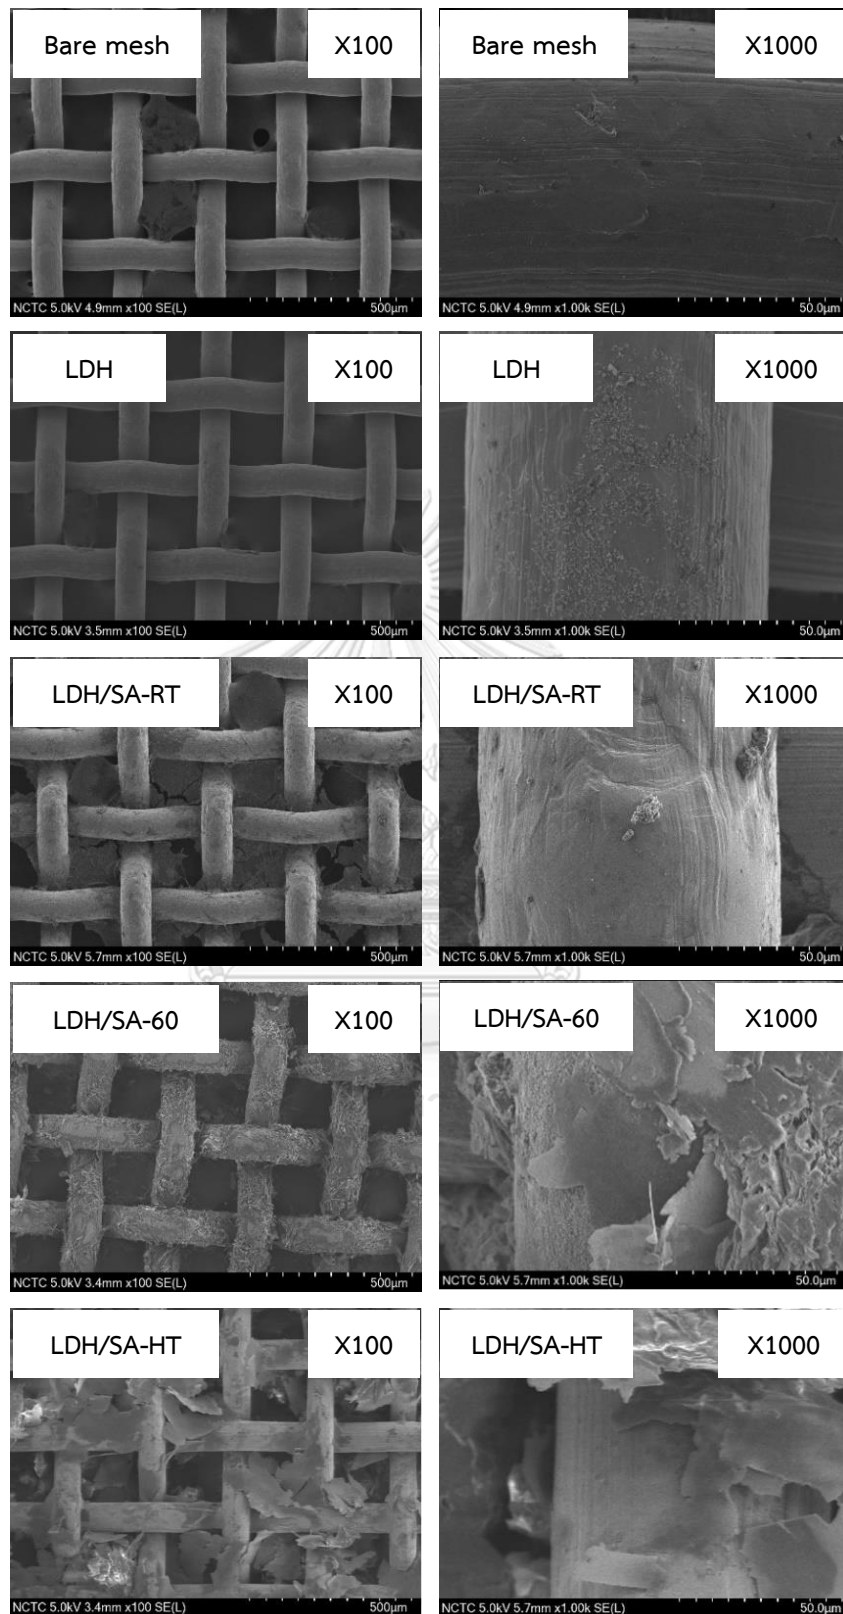 Bare mesh X100 Bare mesh X1000
NCTC 5.0kV 4.9mm x100 SE(L) 500µm NCTC 5.0kV 4.9mm x1.00k SE(L) 50.0µm
LDH X100 LDH X1000
NCTC 5.0kV 3.5mm x100 SE(L) 500µm NCTC 5.0kV 3.5mm x1.00k SE(L) 50.0µm
LDH/SA-RT X100 LDH/SA-RT X1000
NCTC 5.0kV 5.7mm x100 SE(L) 500µm NCTC 5.0kV 5.7mm x1.00k SE(L) 50.0µm
LDH/SA-60 X100 LDH/SA-60 X1000
NCTC 5.0kV 3.4mm x100 SE(L) 500µm NCTC 5.0kV 5.7mm x1.00k SE(L) 50.0µm
LDH/SA-HT X100 LDH/SA-HT X1000
NCTC 5.0kV 3.4mm x100 SE(L) 500µm NCTC 5.0kV 5.7mm x1.00k SE(L) 50.0µm